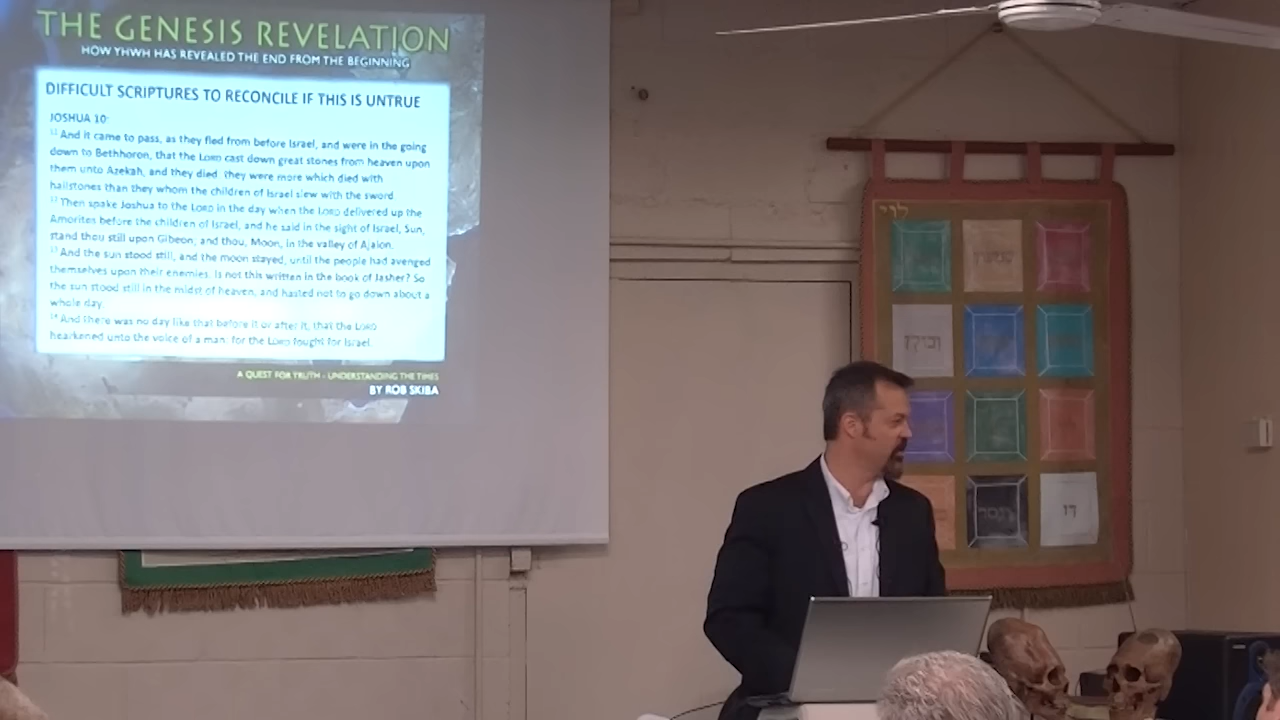 THE GENESIS REVELATION
HOW YHWH HAS REVEALED THE END FROM THE BEGINNING
DIFFICULT SCRIPTURES TO RECONCILE IF THIS IS UNTRUE
JOSHUA 10:
11 And it came to pass, as they fled from before Israel, and were in the going
down to Bethhoron, that the LORD cast down great stones from heaven upon
them unto Azekah, and they died: they were more which died with
hailstones than they whom the children of Israel slew with the sword.
12 Then spake Joshua to the LORD in the day when the LORD delivered up the
Amorites before the children of Israel, and he said in the sight of Israel, Sun,
stand thou still upon Gibeon; and thou, Moon, in the valley of Ajalon.
13 And the sun stood still, and the moon stayed, until the people had avenged
themselves upon their enemies. Is not this written in the book of Jasher? So
the sun stood still in the midst of heaven, and hasted not to go down about a
whole day.
14 And there was no day like that before it or after it, that the LORD
hearkened unto the voice of a man: for the LORD fought for Israel.
A QUEST FOR TRUTH - UNDERSTANDING THE TIMES
BY ROB SKIBA
לוי